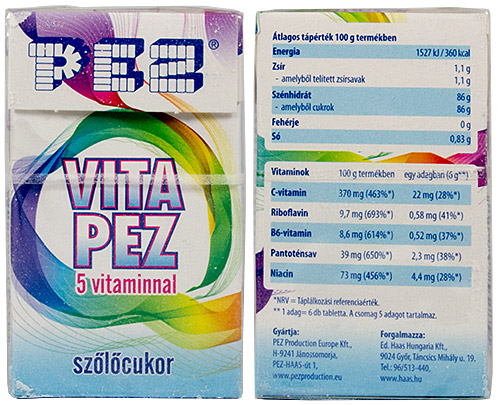 PEZ®
VITA
PEZ
5 vitaminnal
szőlőcukor
Átlagos tápérték 100 g termékben
Energia 1527 kJ / 360 kcal
Zsír 1,1 g
- amelyből telített zsírsavak 1,1 g
Szénhidrát 86 g
- amelyből cukrok 86 g
Fehérje 0 g
Só 0,83 g
Vitaminok 100 g termékben egy adagban (6 g**)
C-vitamin 370 mg (463%*) 22 mg (28%*)
Riboflavin 9,7 mg (693%*) 0,58 mg (41%*)
B6-vitamin 8,6 mg (614%*) 0,52 mg (37%*)
Pantoténsav 39 mg (650%*) 2,3 mg (38%*)
Niacin 73 mg (456%*) 4,4 mg (28%*)
*NRV = Táplálkozási referenciaérték.
** 1 adag= 6 db tabletta. A csomag 5 adagot tartalmaz.
Gyártja:
PEZ Production Europe Kft.,
H-9241 Jánossomorja,
PEZ-HAAS-út 1,
www.pezproduction.eu
Forgalmazza:
Ed. Haas Hungaria Kft.,
9024 Győr, Táncsics Mihály u. 19.
Tel.: 96/513-440,
www.haas.hu